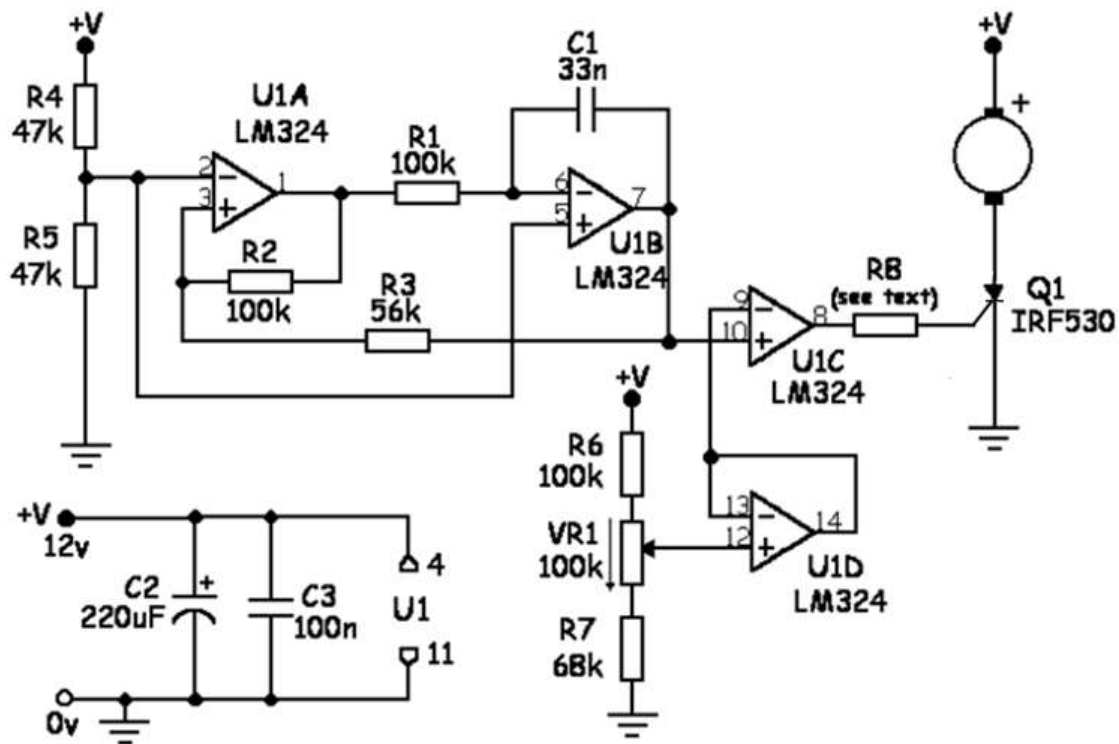 +V
R4
47k
R5
47k
U1A
LM324
2
3
1
R1
100k
R2
100k
R3
56k
C1
33n
6
5
7
U1B
LM324
+V
+
R8
(see text)
Q1
IRF530
9
10
8
U1C
LM324
+V
R6
100k
VR1
100k
R7
68k
13
12
14
U1D
LM324
+V
12v
C2
220uF
+
C3
100n
4
U1
11
0v